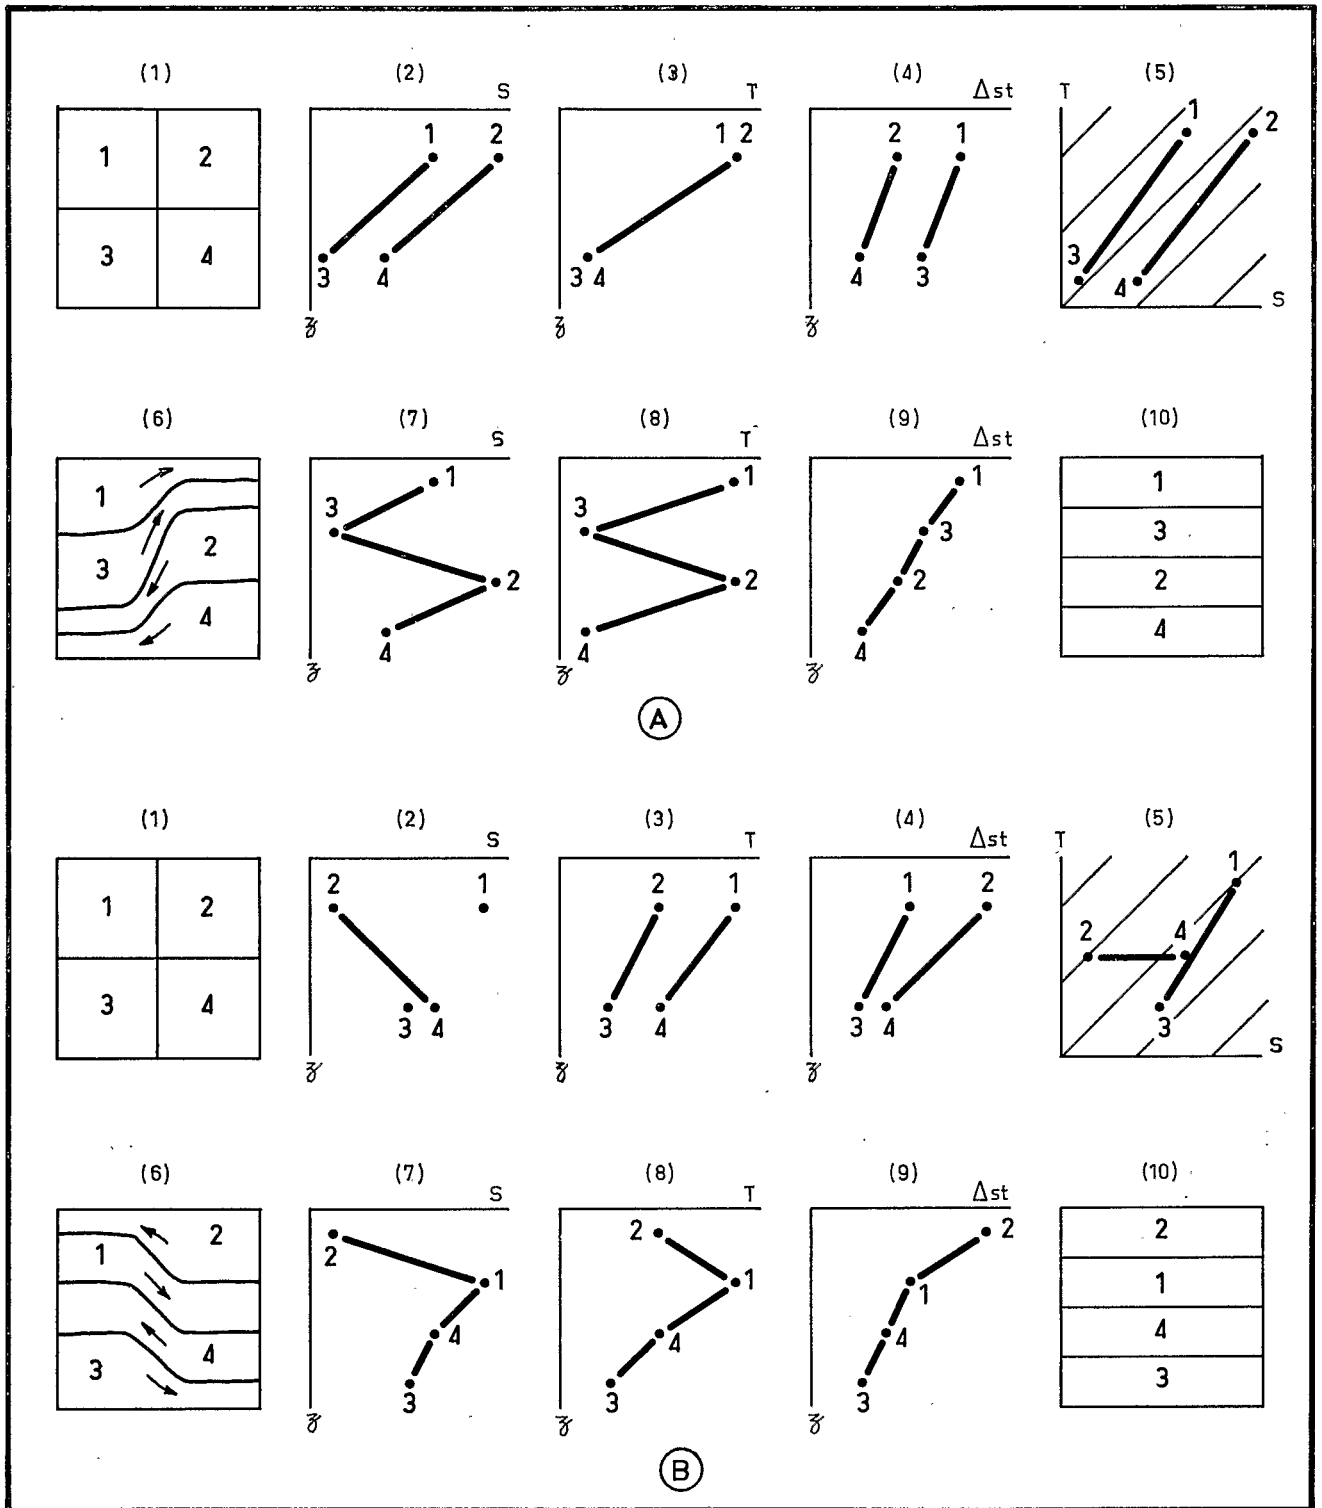 (1) (2) (3) (4) (5)
S T Δst T
1 2 1 2 1 2 2 1 1 2
3 4 3 4 3 4 4 3 3 4 S
z z z
(6) (7) (8) (9) (10)
S T Δst
1 1 1 1 1
3 3 3 3
2 2 2 2 2
3 4 4 4 4 4
z z z
A
(1) (2) (3) (4) (5)
S T Δst T
1 2 2 1 2 1 1 2 1
2 4
3 4 3 4 3 4 3 4 3
z z z S
(6) (7) (8) (9) (10)
S T Δst
2 2 2 2 2
1 1 1 1 1
4 4 4 4 4
3 3 3 3 3
z z z
B